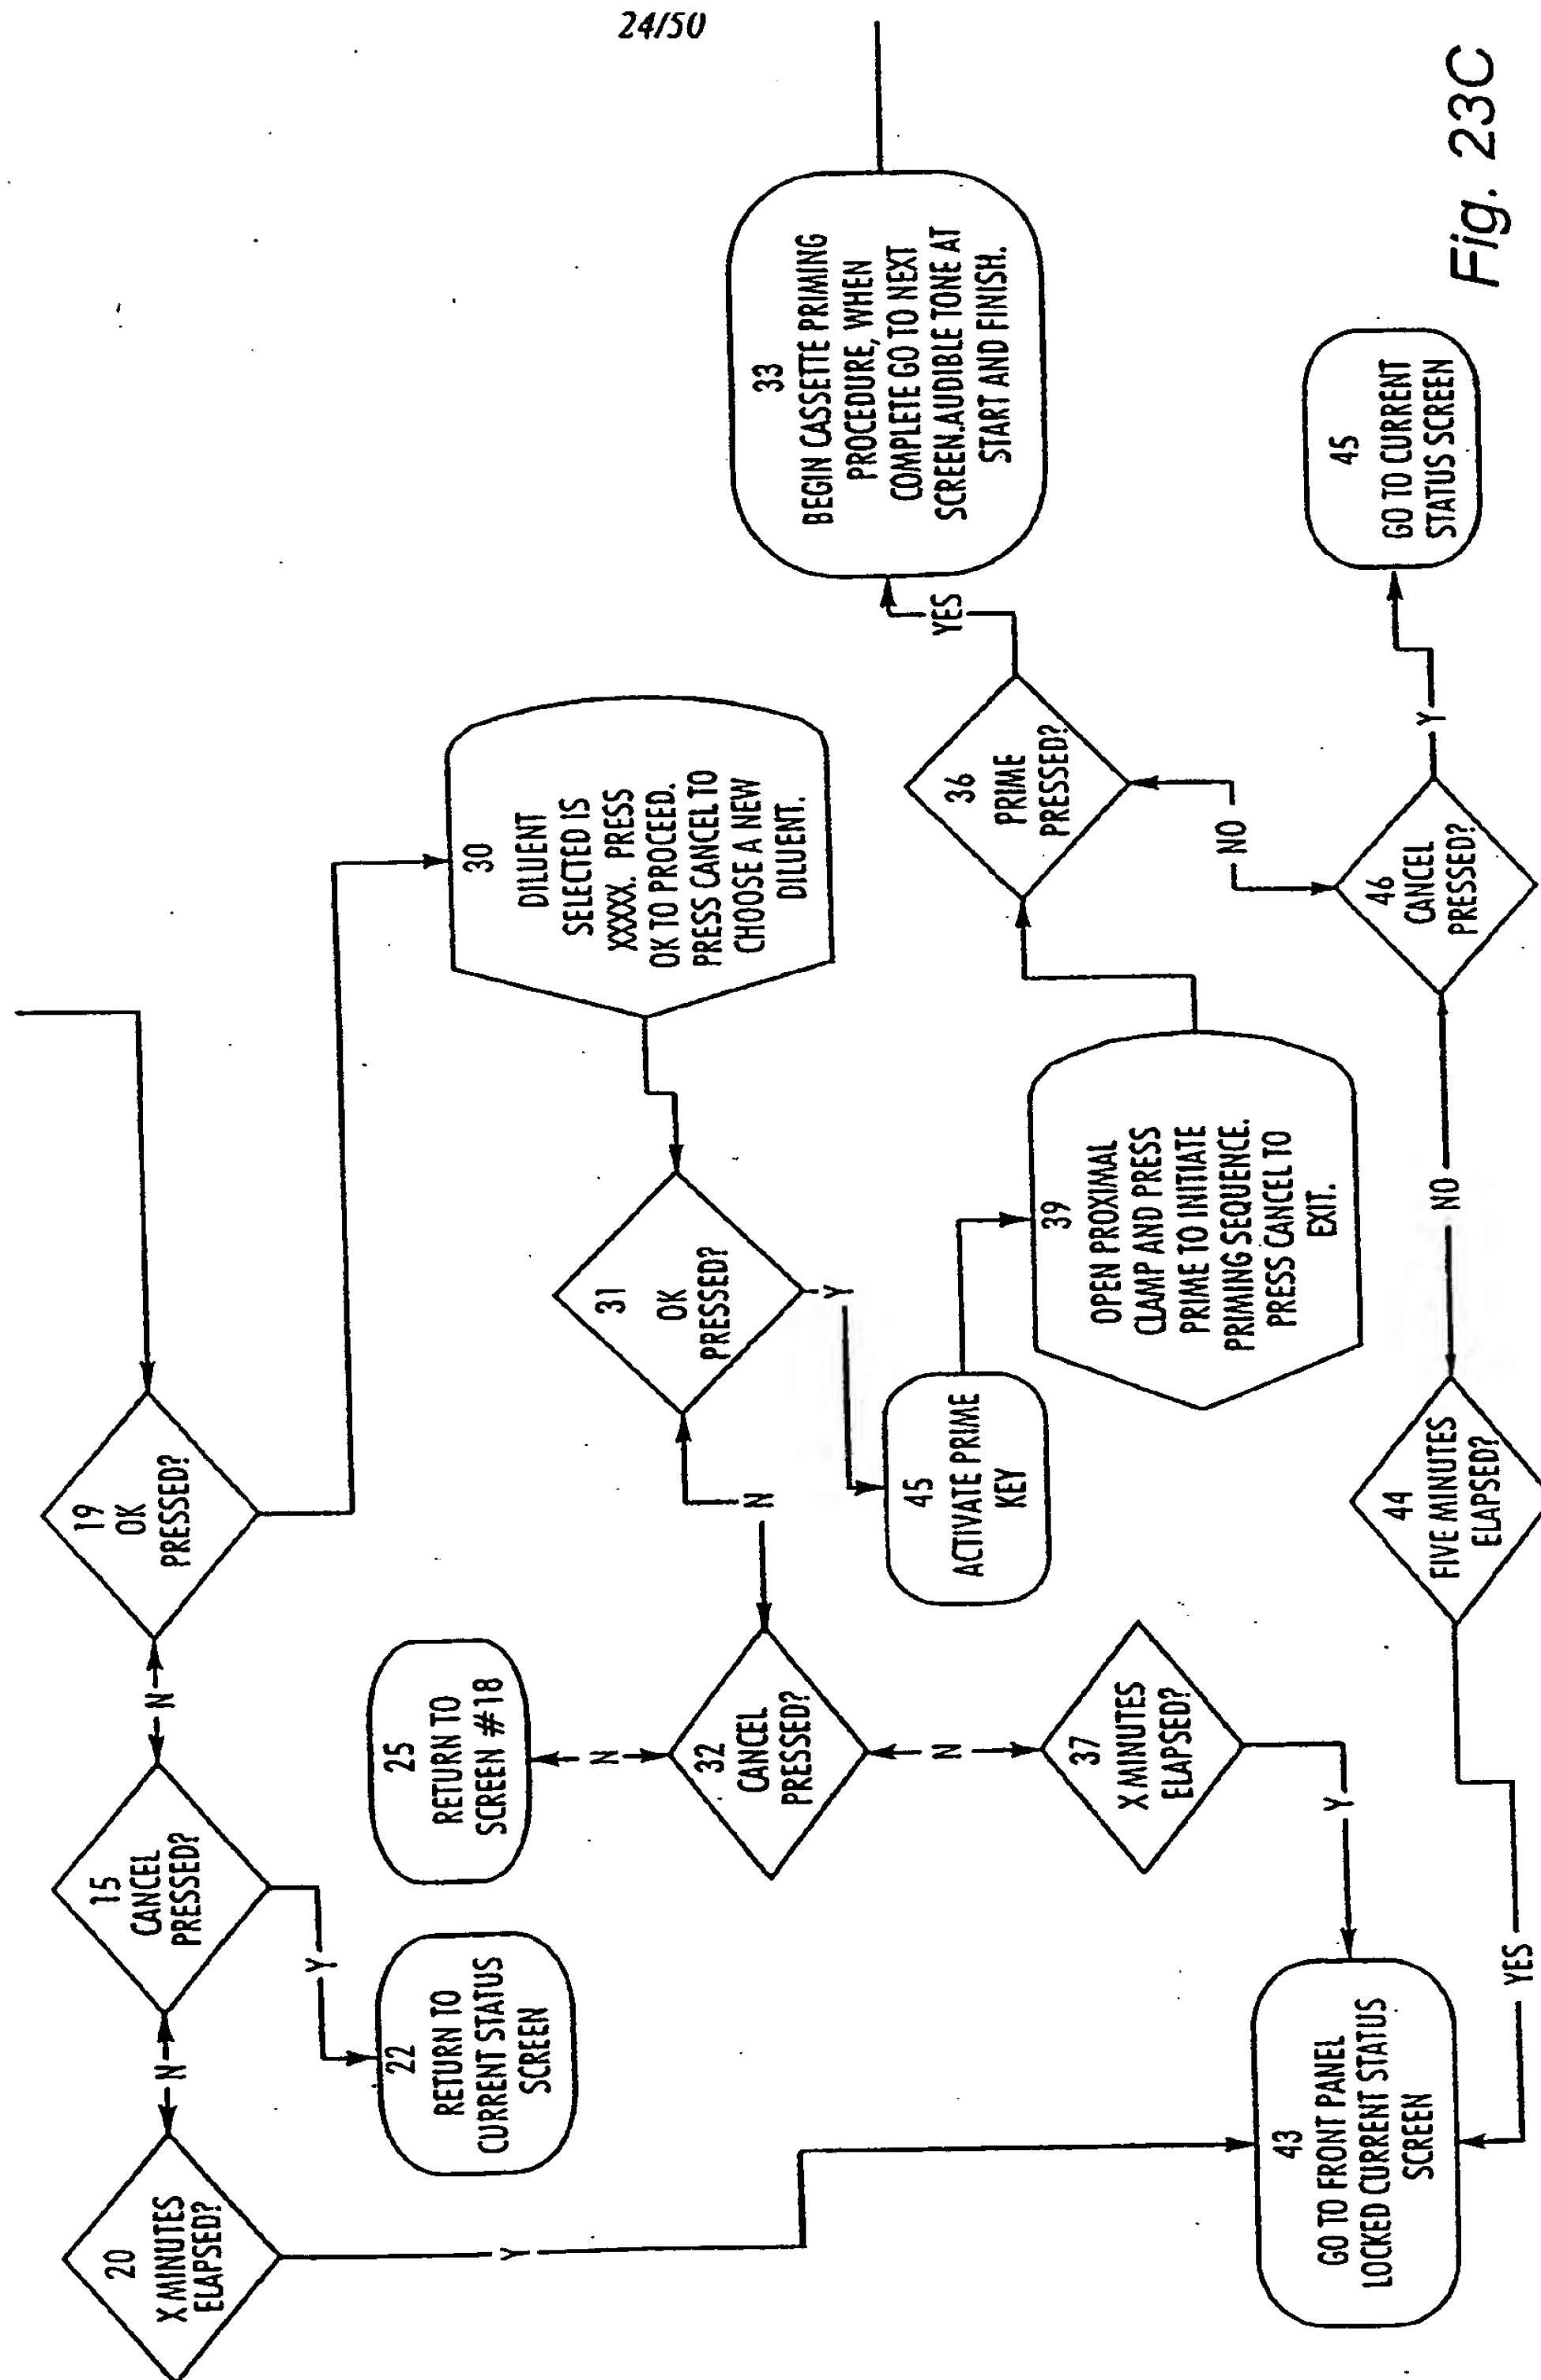 24/50
20
X MINUTES
ELAPSED?
N
15
CANCEL
PRESSED?
N
19
OK
PRESSED?
Y
22
RETURN TO
CURRENT STATUS
SCREEN
Y
25
RETURN TO
SCREEN #18
N
32
CANCEL
PRESSED?
N
37
X MINUTES
ELAPSED?
Y
N
31
OK
PRESSED?
Y
30
DILUENT
SELECTED IS
XXXXX. PRESS
OK TO PROCEED.
PRESS CANCEL TO
CHOOSE A NEW
DILUENT.
45
ACTIVATE PRIME
KEY
39
OPEN PROXIMAL
CLAMP AND PRESS
PRIME TO INITIATE
PRIMING SEQUENCE.
PRESS CANCEL TO
EXIT.
36
PRIME
PRESSED?
YES
33
BEGIN CASSETTE PRIMING
PROCEDURE, WHEN
COMPLETE GO TO NEXT
SCREEN.AUDIBLE TONE AT
START AND FINISH.
NO
43
GO TO FRONT PANEL
LOCKED CURRENT STATUS
SCREEN
YES
44
FIVE MINUTES
ELAPSED?
NO
46
CANCEL
PRESSED?
Y
45
GO TO CURRENT
STATUS SCREEN
Fig. 23C